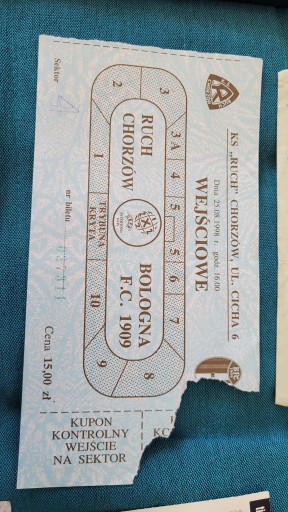 KS „RUCH" CHORZÓW, UL. CICHA 6
Dnia 25.08.1998 r. godz. 16.00
WEJŚCIOWE
Sektor 4
3 3A 4 5 5 6 7
2
RUCH
CHORZÓW
BOLOGNA
F.C. 1909
8
1
TRYBUNA
KRYTA
10
9
nr biletu
Cena 15,00 zł
KUPON
KONTROLNY
WEJŚCIE
NA SEKTOR